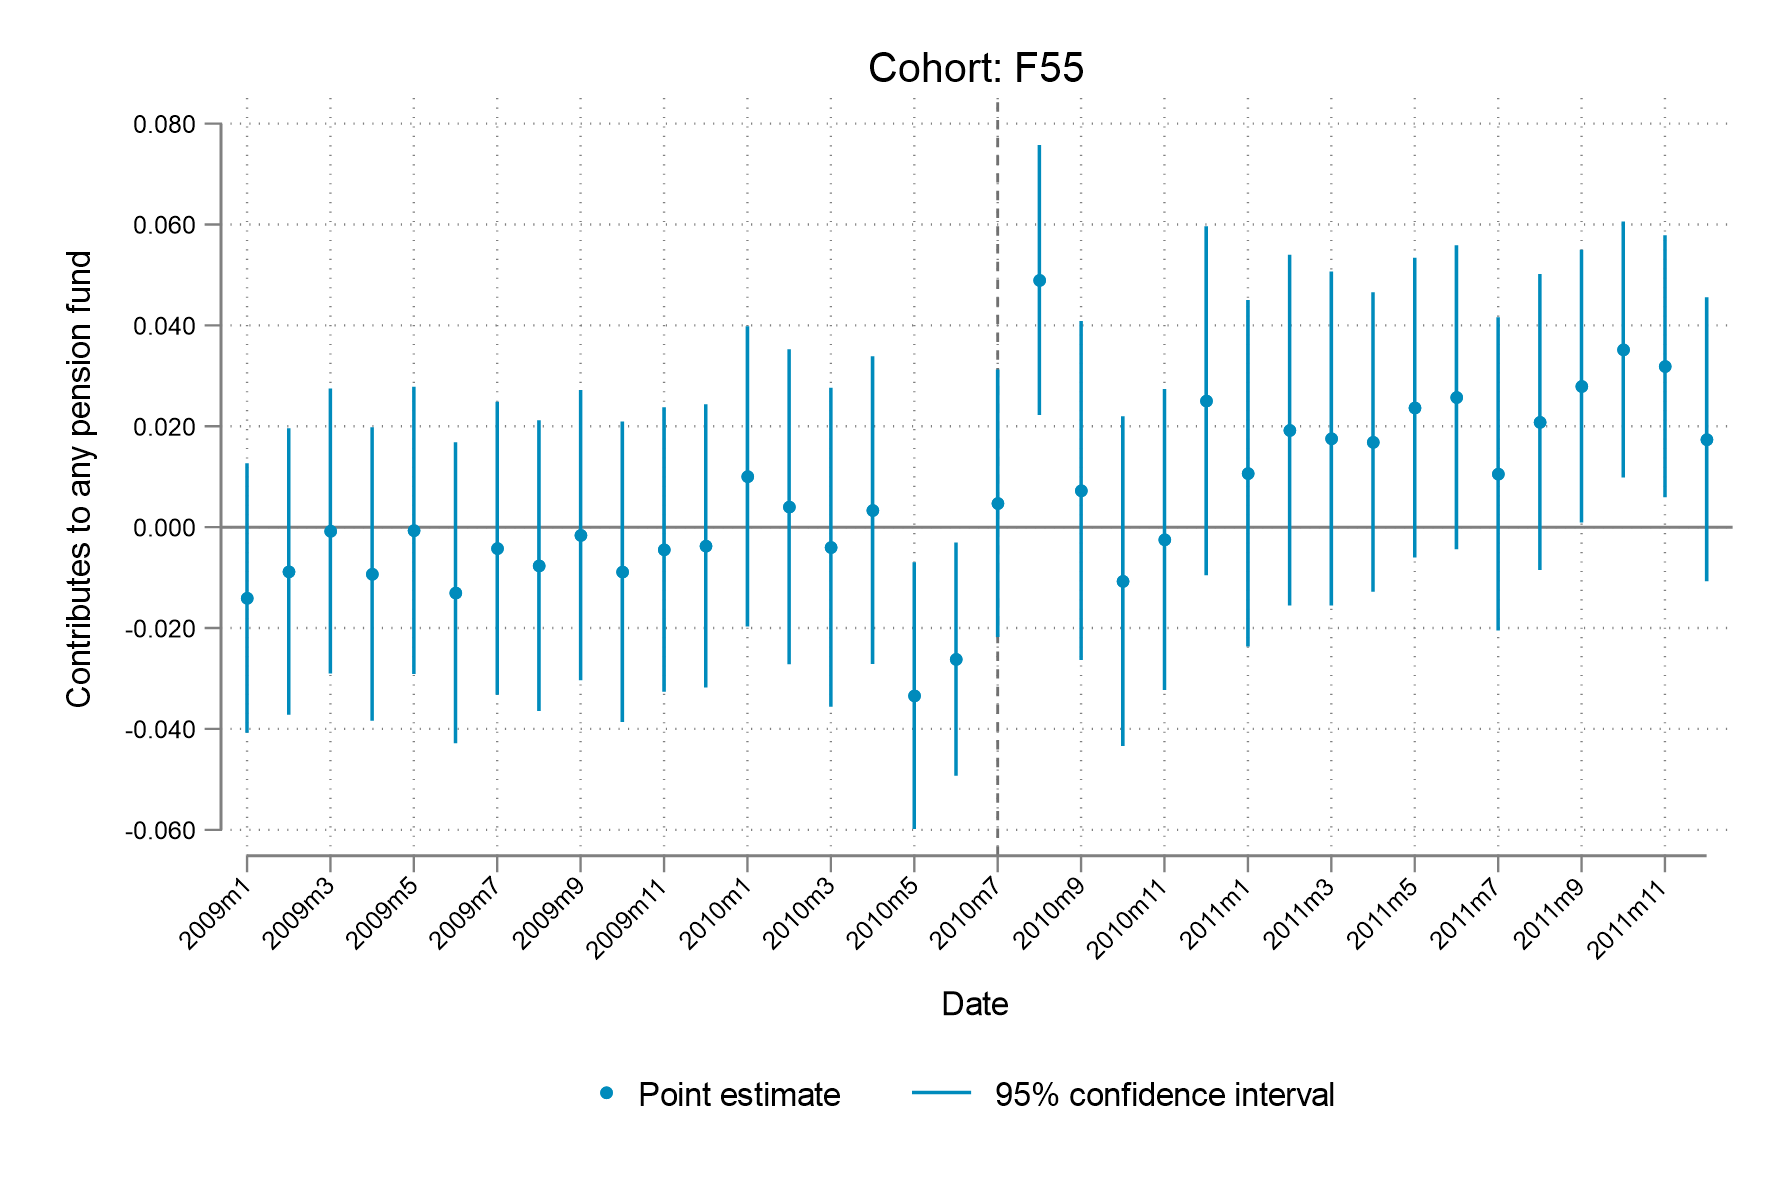 Cohort: F55
Contributes to any pension fund
0.080
0.060
0.040
0.020
0.000
-0.020
-0.040
-0.060
2009m1
2009m3
2009m5
2009m7
2009m9
2009m11
2010m1
2010m3
2010m5
2010m7
2010m9
2010m11
2011m1
2011m3
2011m5
2011m7
2011m9
2011m11
Date
Point estimate
95% confidence interval